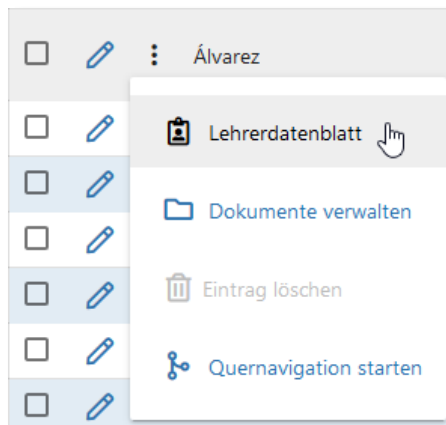 Álvarez
Lehrerdatenblatt
Dokumente verwalten
Eintrag löschen
Quernavigation starten